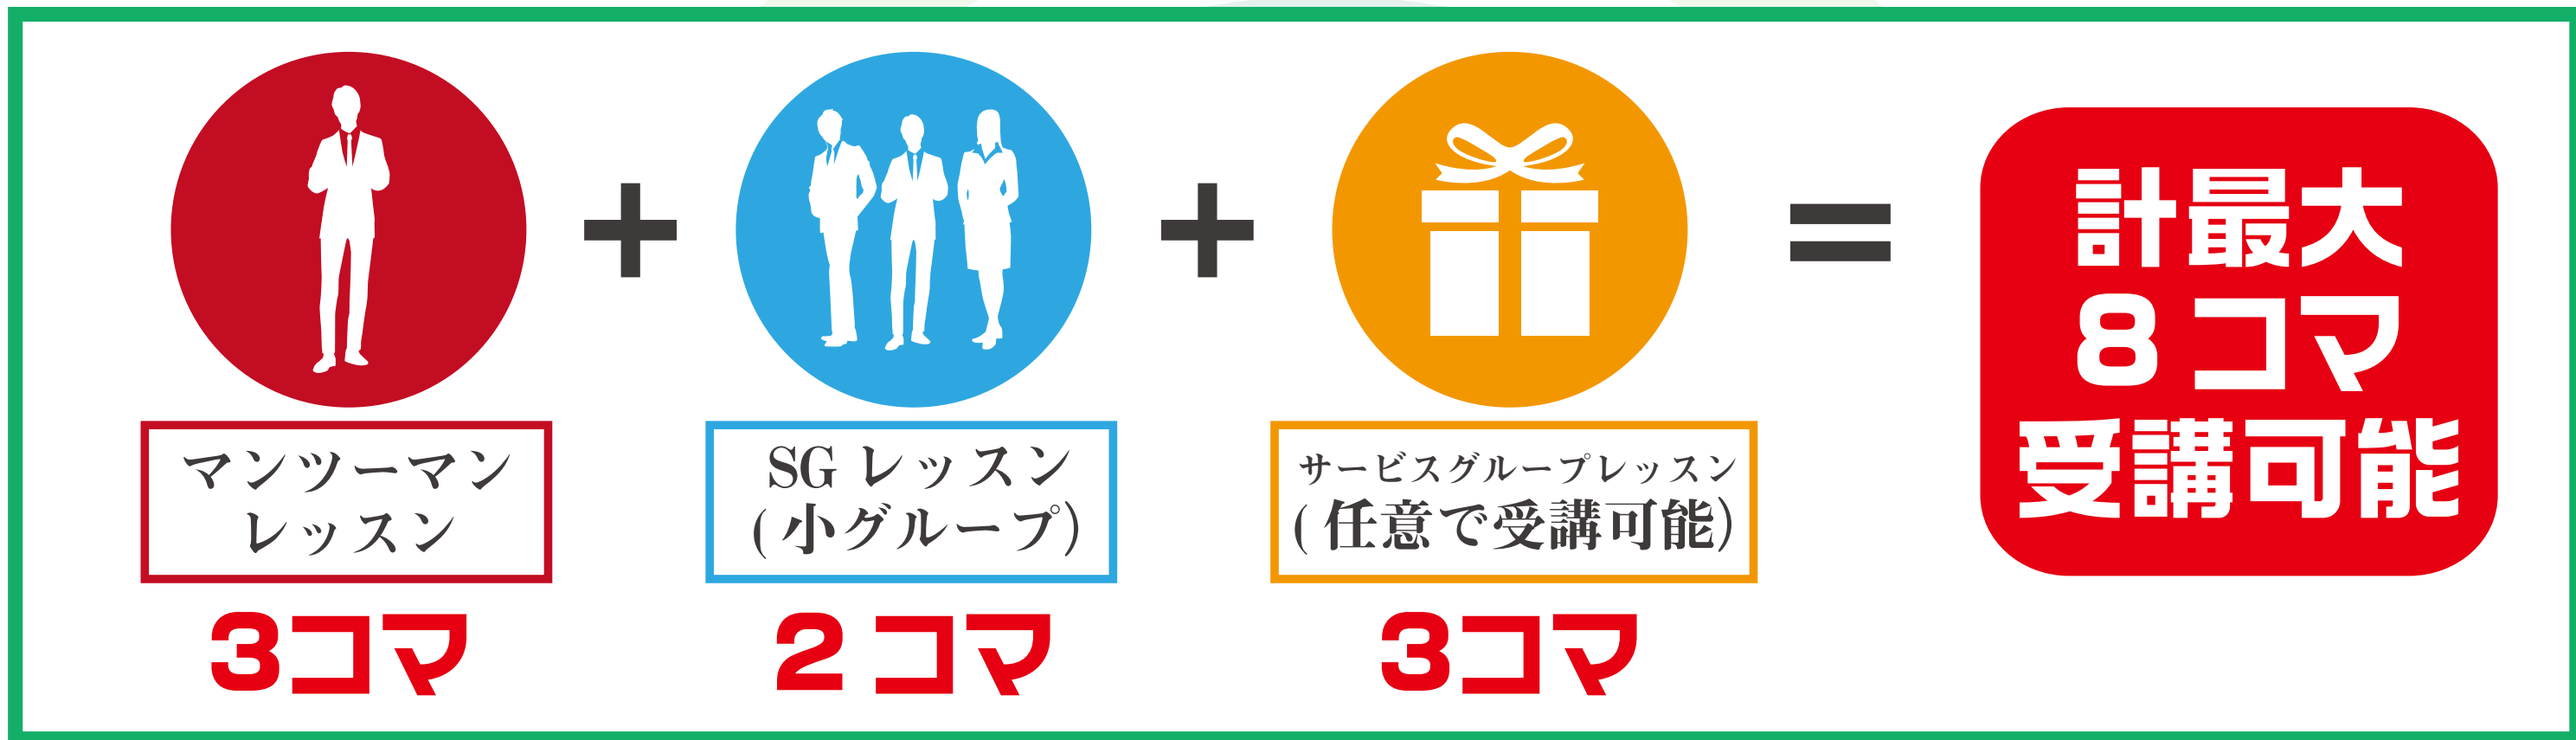 マンツーマン
レッスン
3コマ
+
SG レッスン
(小グループ)
2コマ
+
サービスグループレッスン
(任意で受講可能)
3コマ
=
計最大
8コマ
受講可能